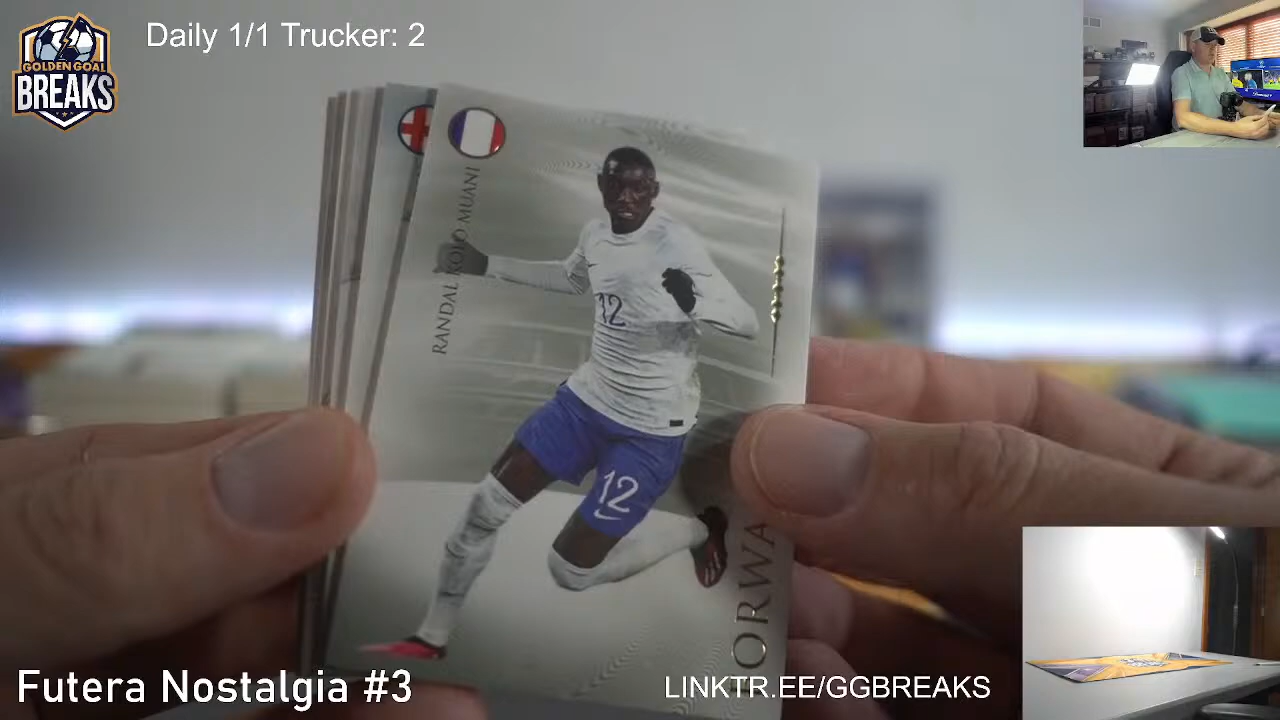 Daily 1/1 Trucker: 2
GOLDEN GOAL
BREAKS
RANDAL KOLO MUANI
12
12
ORWA
Futera Nostalgia #3
LINKTR.EE/GGBREAKS